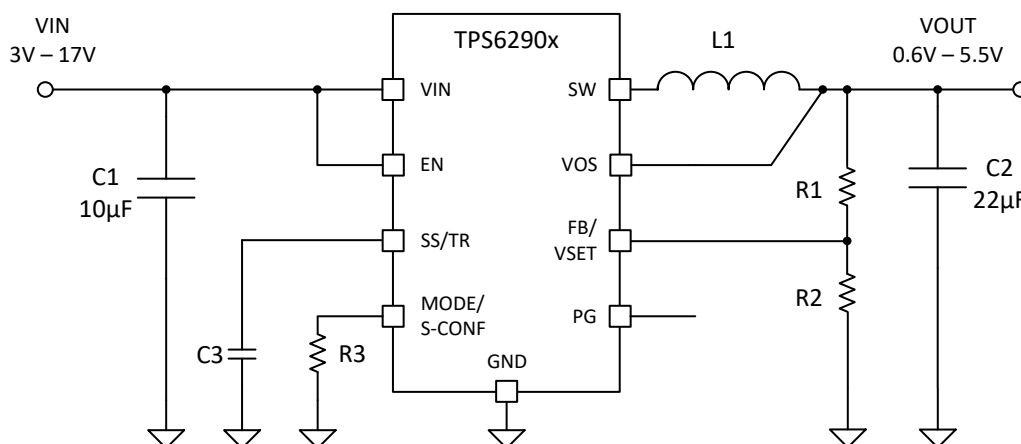 VIN
3V – 17V
TPS6290x
L1
VOUT
0.6V – 5.5V
VIN
SW
EN
VOS
C1
10µF
R1
C2
22µF
SS/TR
FB/
VSET
MODE/
S-CONF
PG
R2
C3
R3
GND